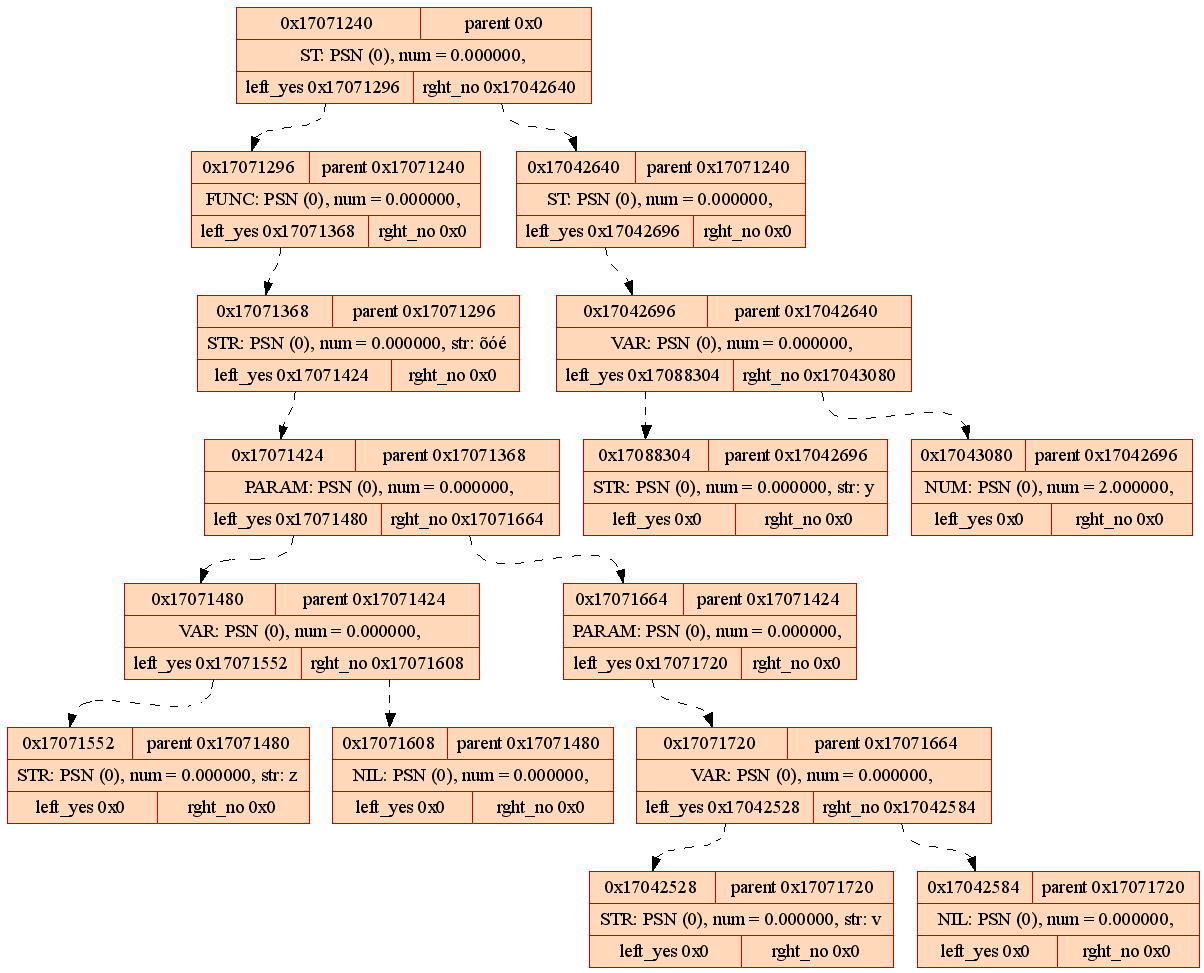 0x17071240 parent 0x0
ST: PSN (0), num = 0.000000,
left_yes 0x17071296 rght_no 0x17042640
0x17071296 parent 0x17071240
FUNC: PSN (0), num = 0.000000,
left_yes 0x17071368 rght_no 0x0
0x17042640 parent 0x17071240
ST: PSN (0), num = 0.000000,
left_yes 0x17042696 rght_no 0x0
0x17071368 parent 0x17071296
STR: PSN (0), num = 0.000000, str: õóé
left_yes 0x17071424 rght_no 0x0
0x17042696 parent 0x17042640
VAR: PSN (0), num = 0.000000,
left_yes 0x17088304 rght_no 0x17043080
0x17071424 parent 0x17071368
PARAM: PSN (0), num = 0.000000,
left_yes 0x17071480 rght_no 0x17071664
0x17088304 parent 0x17042696
STR: PSN (0), num = 0.000000, str: y
left_yes 0x0 rght_no 0x0
0x17043080 parent 0x17042696
NUM: PSN (0), num = 2.000000,
left_yes 0x0 rght_no 0x0
0x17071480 parent 0x17071424
VAR: PSN (0), num = 0.000000,
left_yes 0x17071552 rght_no 0x17071608
0x17071664 parent 0x17071424
PARAM: PSN (0), num = 0.000000,
left_yes 0x17071720 rght_no 0x0
0x17071552 parent 0x17071480
STR: PSN (0), num = 0.000000, str: z
left_yes 0x0 rght_no 0x0
0x17071608 parent 0x17071480
NIL: PSN (0), num = 0.000000,
left_yes 0x0 rght_no 0x0
0x17071720 parent 0x17071664
VAR: PSN (0), num = 0.000000,
left_yes 0x17042528 rght_no 0x17042584
0x17042528 parent 0x17071720
STR: PSN (0), num = 0.000000, str: v
left_yes 0x0 rght_no 0x0
0x17042584 parent 0x17071720
NIL: PSN (0), num = 0.000000,
left_yes 0x0 rght_no 0x0